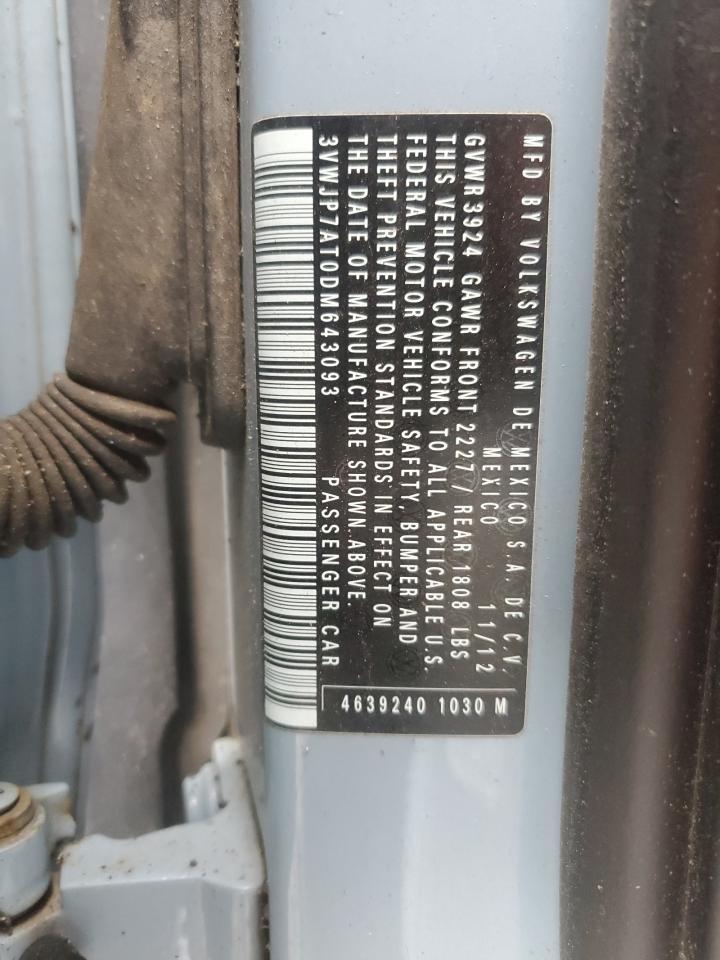 MFD BY VOLKSWAGEN DE MEXICO S.A. DE C.V.
MEXICO 11/12
GVWR 3924 GAWR FRONT 2227/ REAR 1808 LBS
THIS VEHICLE CONFORMS TO ALL APPLICABLE U.S.
FEDERAL MOTOR VEHICLE SAFETY, BUMPER AND
THEFT PREVENTION STANDARDS IN EFFECT ON
THE DATE OF MANUFACTURE SHOWN ABOVE.
3VWJP7AT0DM643093 PASSENGER CAR
4639240 1030 M